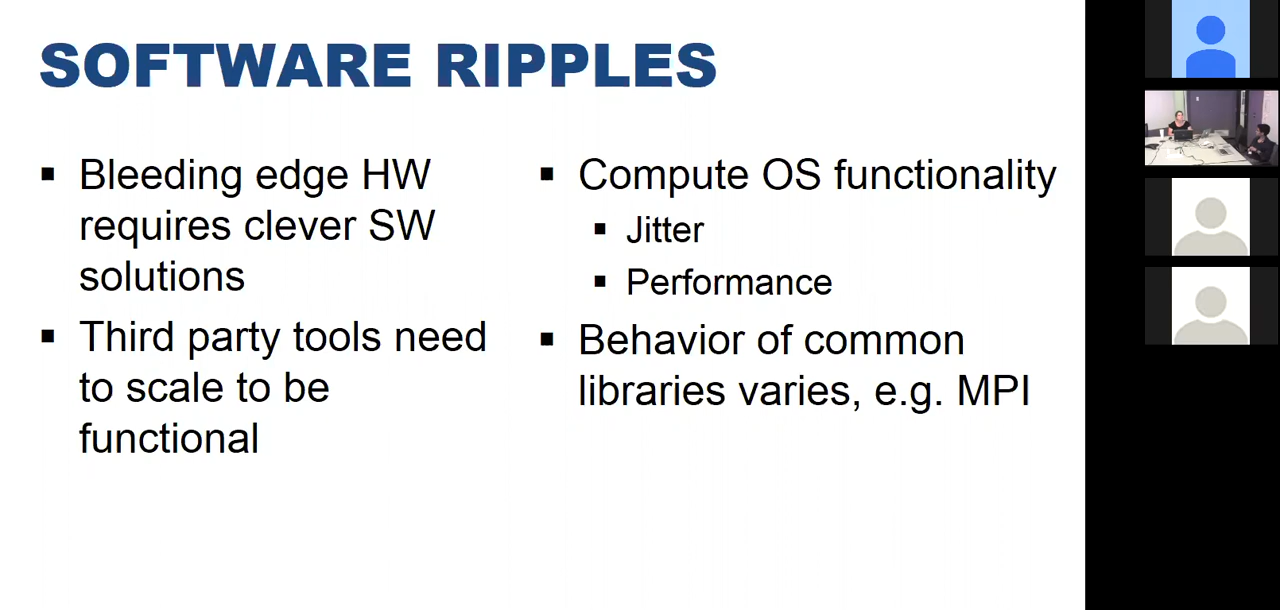 SOFTWARE RIPPLES
▪ Bleeding edge HW
requires clever SW
solutions
▪ Third party tools need
to scale to be
functional
▪ Compute OS functionality
▪ Jitter
▪ Performance
▪ Behavior of common
libraries varies, e.g. MPI